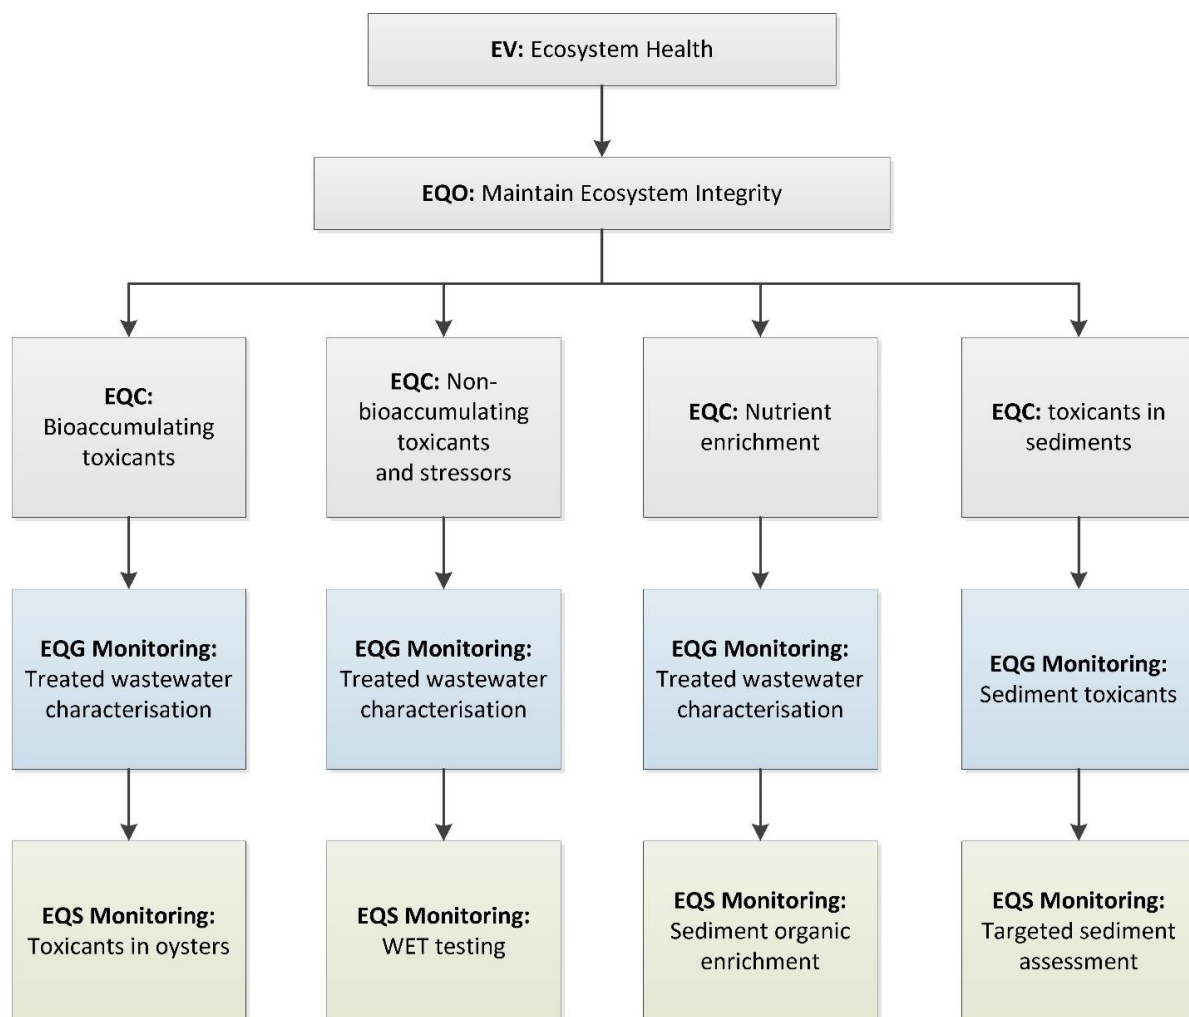 EV: Ecosystem Health
EQO: Maintain Ecosystem Integrity
EQC:
Bioaccumulating
toxicants
EQC: Non-
bioaccumulating
toxicants
and stressors
EQC: Nutrient
enrichment
EQC: toxicants in
sediments
EQG Monitoring:
Treated wastewater
characterisation
EQG Monitoring:
Treated wastewater
characterisation
EQG Monitoring:
Treated wastewater
characterisation
EQG Monitoring:
Sediment toxicants
EQS Monitoring:
Toxicants in oysters
EQS Monitoring:
WET testing
EQS Monitoring:
Sediment organic
enrichment
EQS Monitoring:
Targeted sediment
assessment